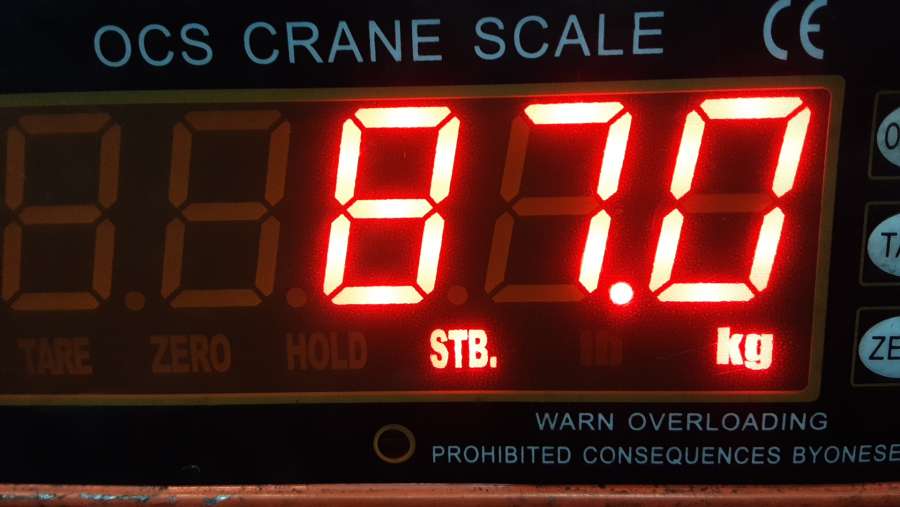 OCS CRANE SCALE CE
87.0
TARE ZERO HOLD STB. kg
WARN OVERLOADING
PROHIBITED CONSEQUENCES BYONESE